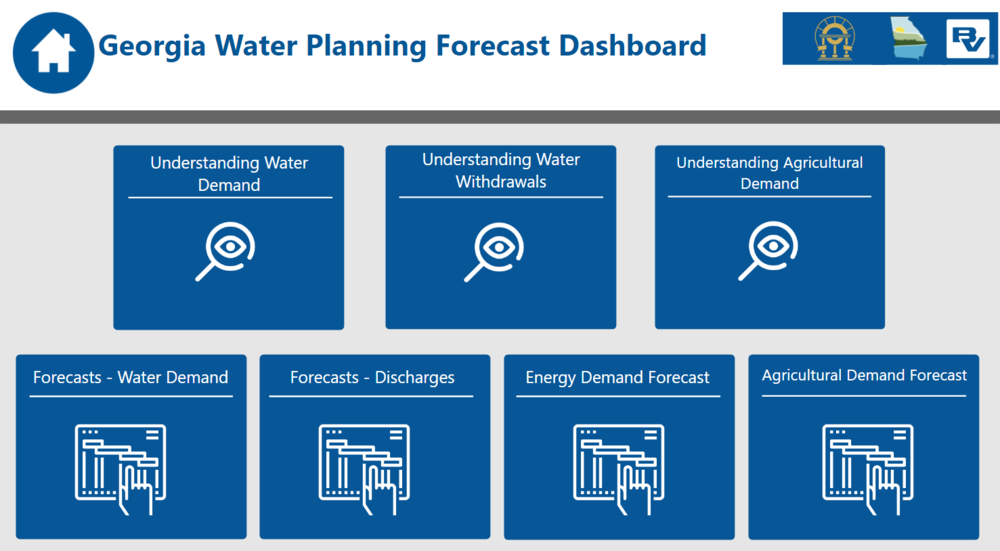 Georgia Water Planning Forecast Dashboard
BV
Understanding Water
Demand
Understanding Water
Withdrawals
Understanding Agricultural
Demand
Forecasts - Water Demand
Forecasts - Discharges
Energy Demand Forecast
Agricultural Demand Forecast